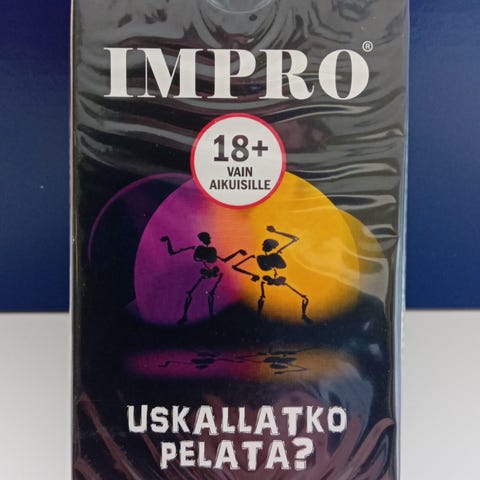 IMPRO®
18+
VAIN
AIKUISILLE
USKALLATKO
PELATA?